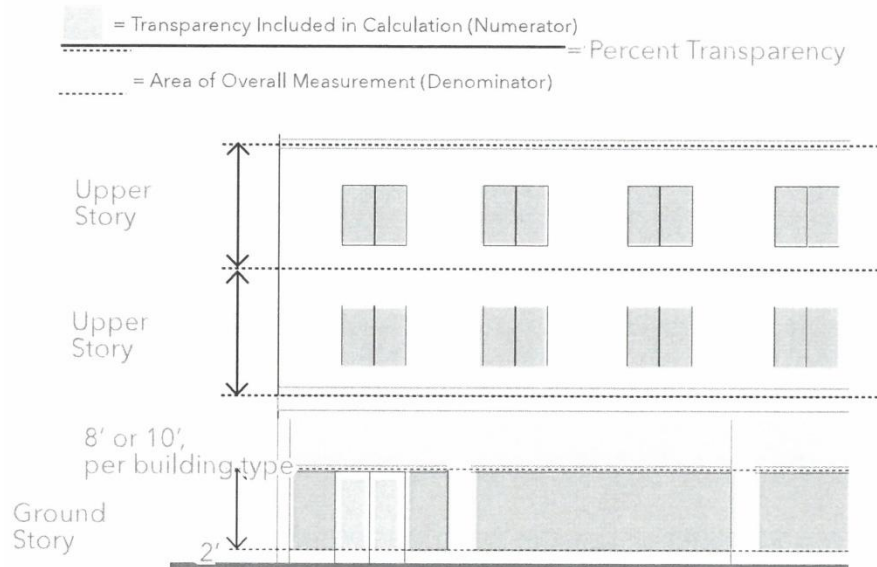 = Transparency Included in Calculation (Numerator)
= Percent Transparency
= Area of Overall Measurement (Denominator)
Upper
Story
Upper
Story
8' or 10',
per building type
Ground
Story
2'